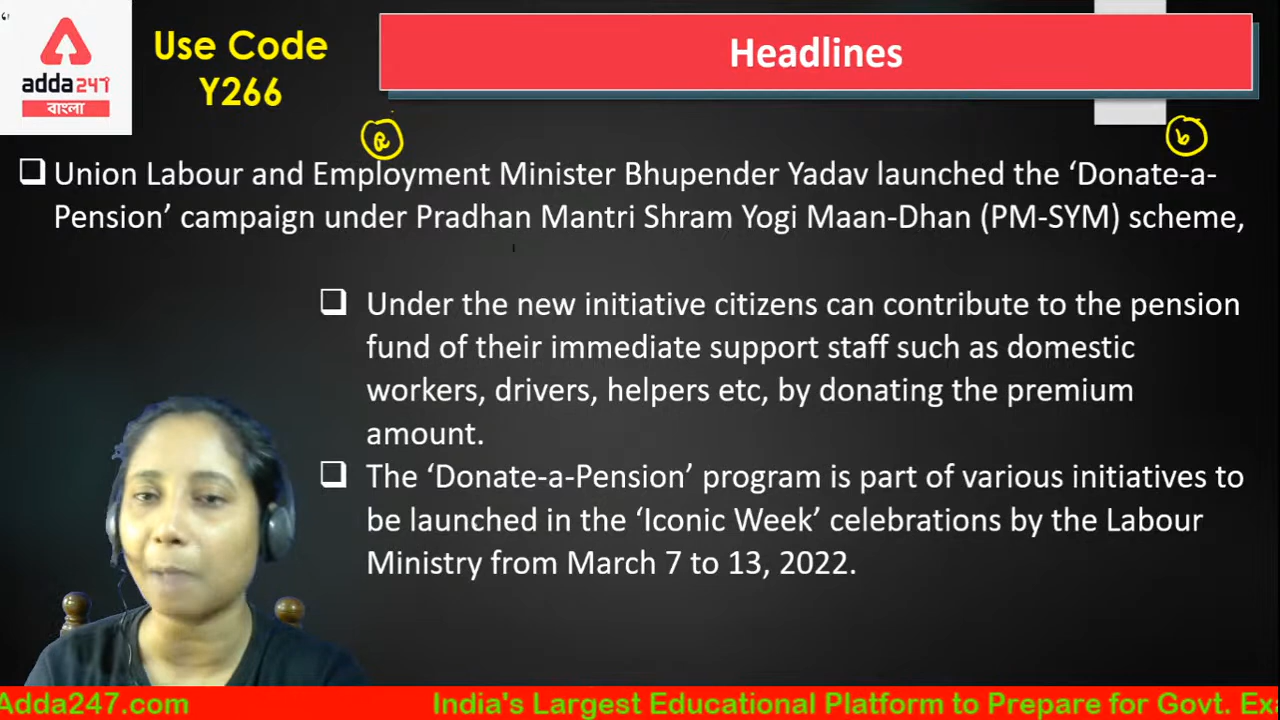 Use Code
Y266
adda247
বাংলা
Headlines
a
b
❑ Union Labour and Employment Minister Bhupender Yadav launched the ‘Donate-a-
Pension’ campaign under Pradhan Mantri Shram Yogi Maan-Dhan (PM-SYM) scheme,
❑ Under the new initiative citizens can contribute to the pension
fund of their immediate support staff such as domestic
workers, drivers, helpers etc, by donating the premium
amount.
❑ The ‘Donate-a-Pension’ program is part of various initiatives to
be launched in the ‘Iconic Week’ celebrations by the Labour
Ministry from March 7 to 13, 2022.
Adda247.com India's Largest Educational Platform to Prepare for Govt. Ex